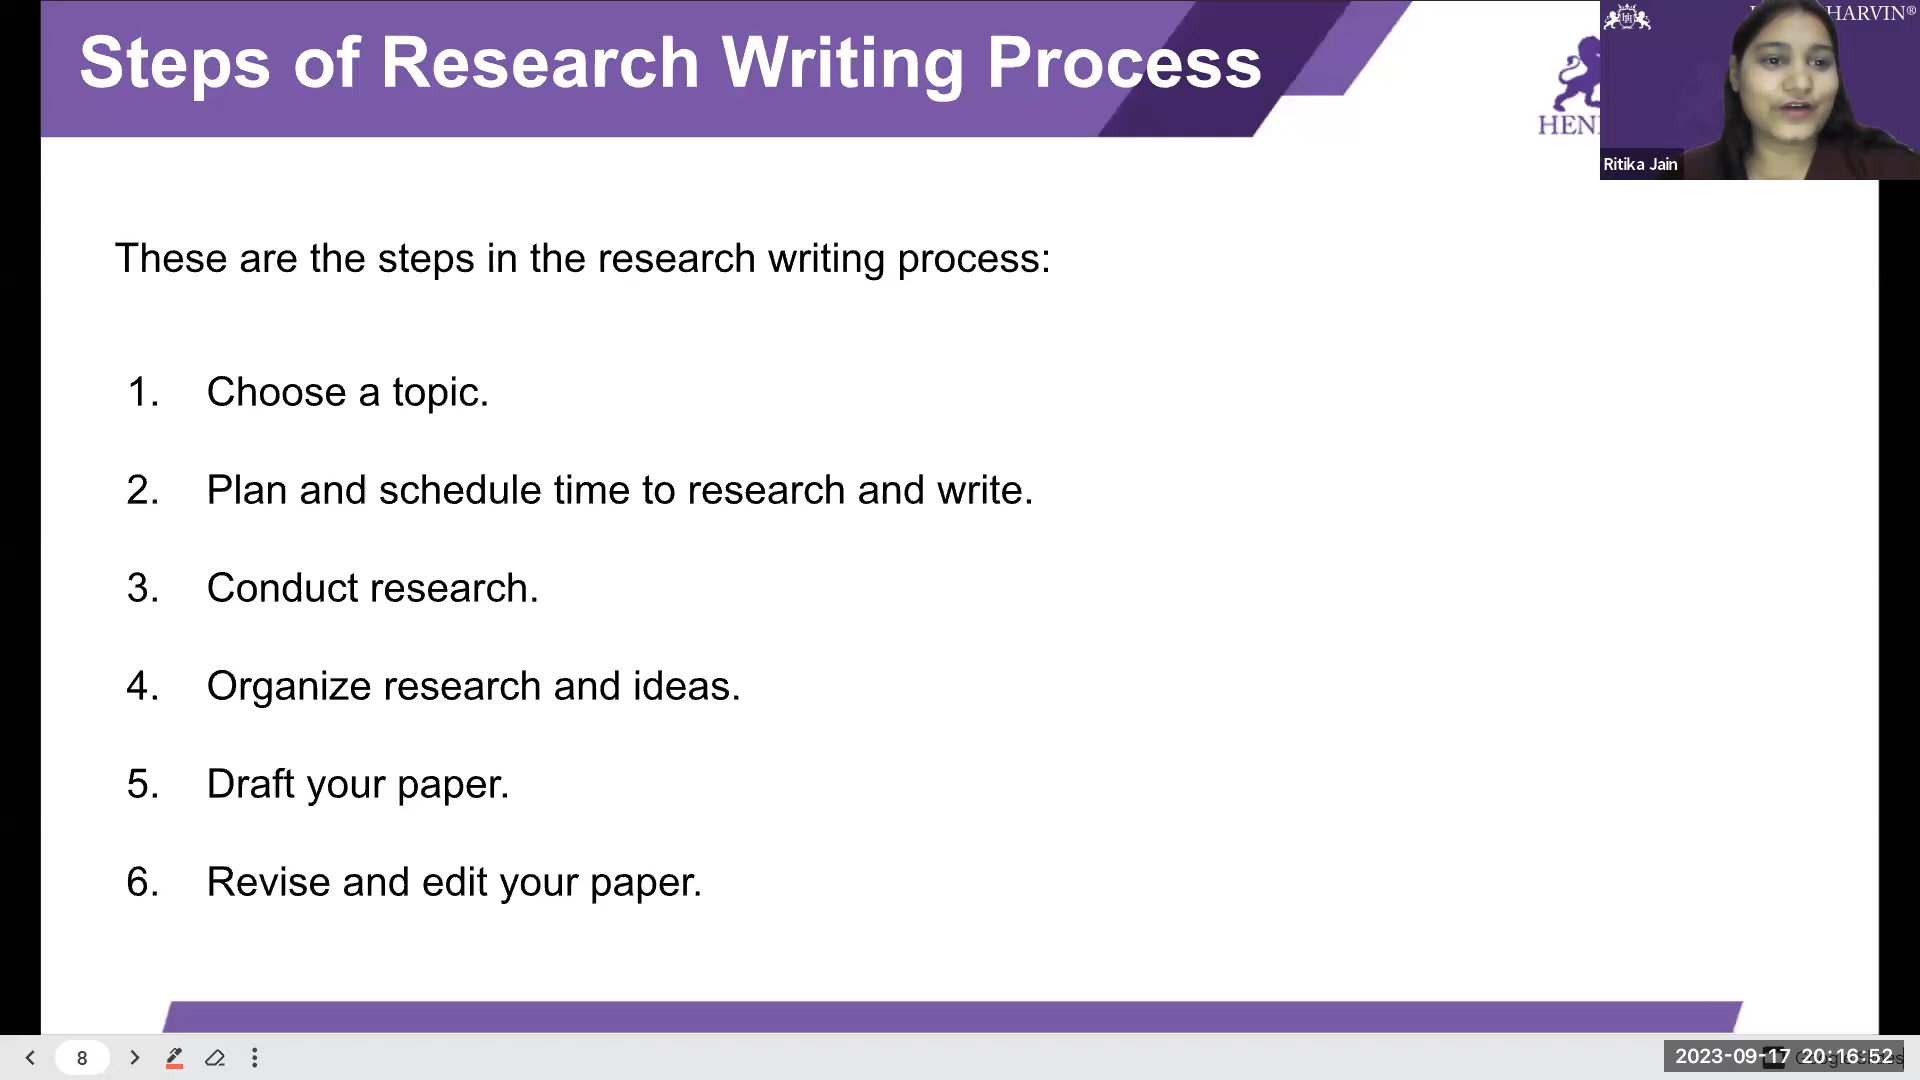 Steps of Research Writing Process
HARVIN®
Ritika Jain
These are the steps in the research writing process:
1. Choose a topic.
2. Plan and schedule time to research and write.
3. Conduct research.
4. Organize research and ideas.
5. Draft your paper.
6. Revise and edit your paper.
8
2023-09-17 20:16:52